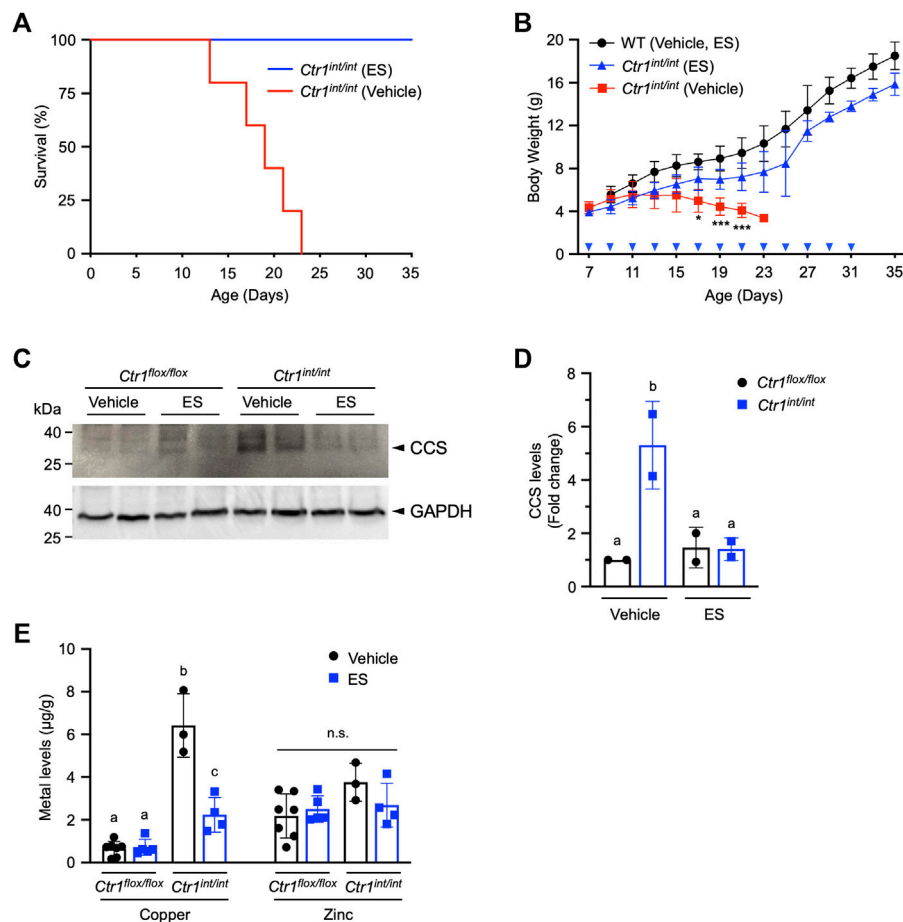 A
Survival (%)
100
75
50
25
0
Ctr1int/int (ES)
Ctr1int/int (Vehicle)
0 5 10 15 20 25 30 35
Age (Days)
B
Body Weight (g)
20
16
12
8
4
0
WT (Vehicle, ES)
Ctr1int/int (ES)
Ctr1int/int (Vehicle)
* *** ***
7 11 15 19 23 27 31 35
Age (Days)
C
Ctr1flox/flox Ctr1int/int
Vehicle ES Vehicle ES
kDa
40
25
CCS
40
25
GAPDH
D
CCS levels
(Fold change)
8
6
4
2
0
Ctr1flox/flox
Ctr1int/int
a b a a
Vehicle ES
E
Metal levels (µg/g)
10
8
6
4
2
0
Vehicle
ES
a a b c
n.s.
Ctr1flox/flox Ctr1int/int Ctr1flox/flox Ctr1int/int
Copper Zinc